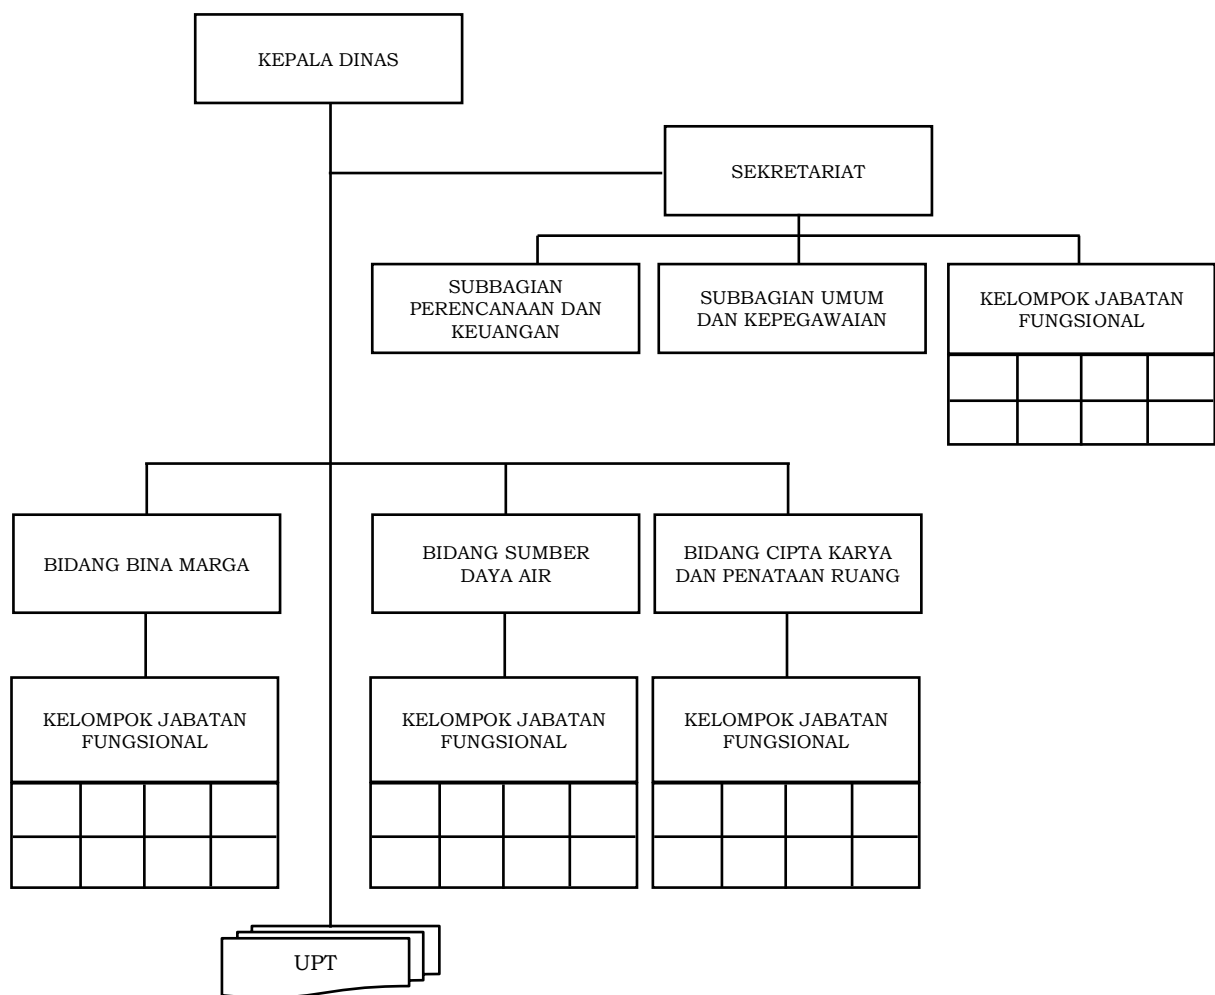 KEPALA DINAS
SEKRETARIAT
SUBBAGIAN
PERENCANAAN DAN
KEUANGAN
SUBBAGIAN UMUM
DAN KEPEGAWAIAN
KELOMPOK JABATAN
FUNGSIONAL
BIDANG BINA MARGA
BIDANG SUMBER
DAYA AIR
BIDANG CIPTA KARYA
DAN PENATAAN RUANG
KELOMPOK JABATAN
FUNGSIONAL
KELOMPOK JABATAN
FUNGSIONAL
KELOMPOK JABATAN
FUNGSIONAL
UPT